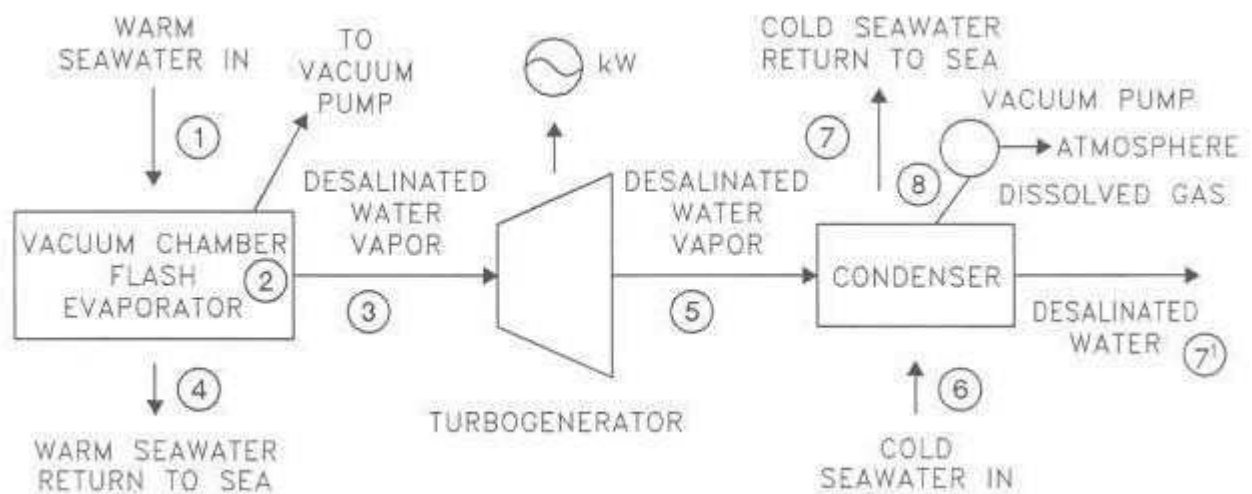 WARM
SEAWATER IN
1
TO
VACUUM
PUMP
kW
COLD SEAWATER
RETURN TO SEA
7
VACUUM PUMP
ATMOSPHERE
8
DISSOLVED GAS
VACUUM CHAMBER
FLASH
EVAPORATOR
2
DESALINATED
WATER
VAPOR
3
DESALINATED
WATER
VAPOR
5
CONDENSER
DESALINATED
WATER
7¹
4
WARM SEAWATER
RETURN TO SEA
TURBOGENERATOR
6
COLD
SEAWATER IN